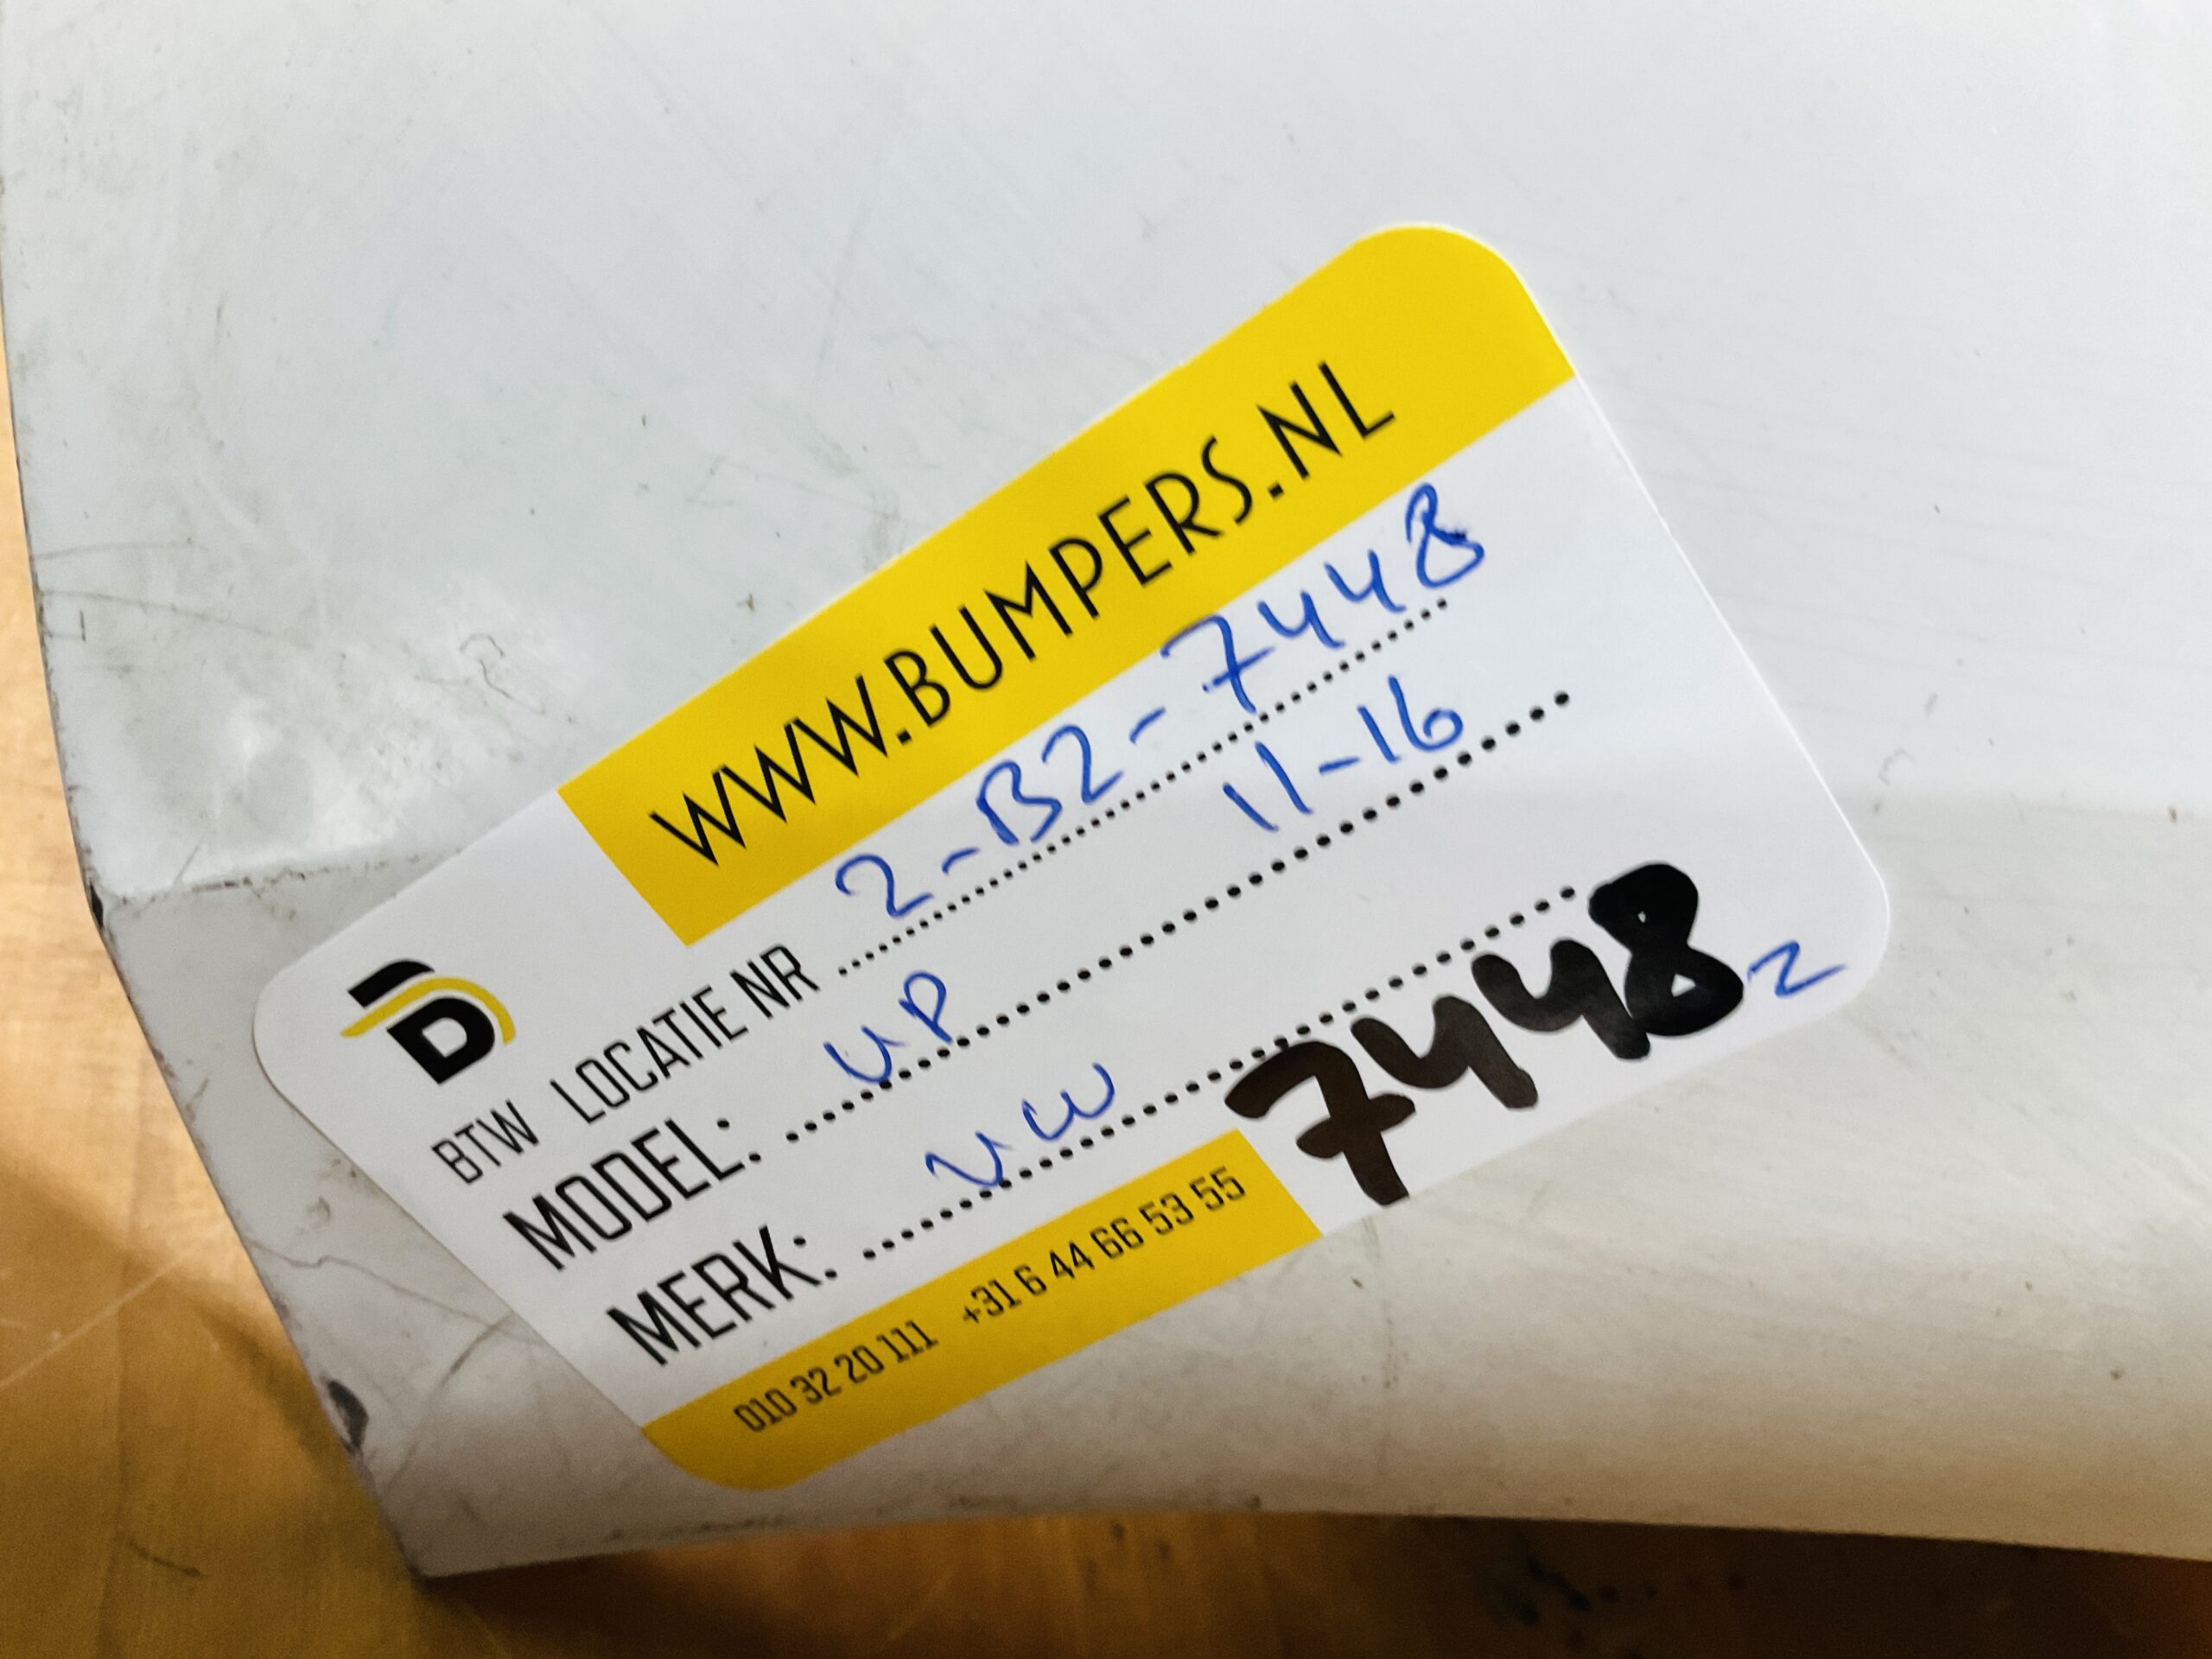 WWW.BUMPERS.NL
BTW LOCATIE NR 2-B2-7448
MODEL: UP 11-16
MERK: VW
7448 2
010 32 20 111 +31 6 44 66 53 55